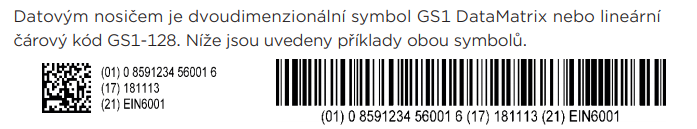 Datovým nosičem je dvoudimenzionální symbol GS1 DataMatrix nebo lineární
čárový kód GS1-128. Níže jsou uvedeny příklady obou symbolů.
(01) 0 8591234 56001 6
(17) 181113
(21) EIN6001
(01) 0 8591234 56001 6 (17) 181113 (21) EIN6001